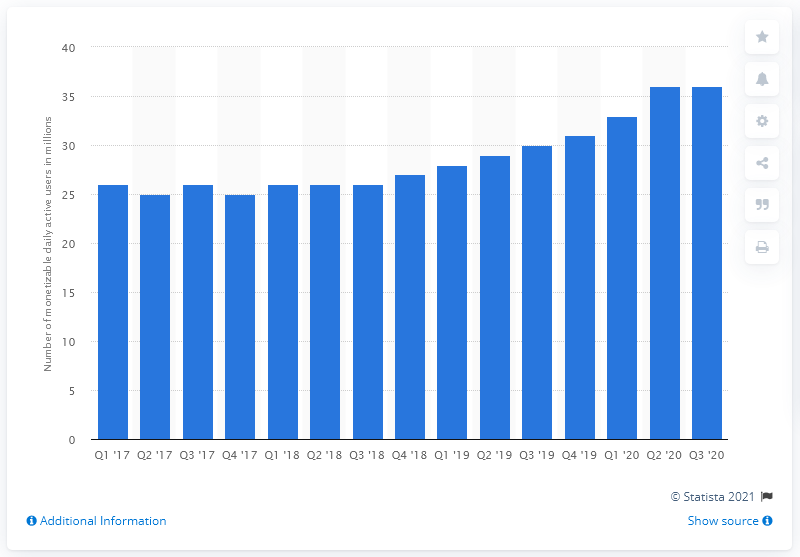 40
35
30
25
20
15
10
5
0
Number of monetizable daily active users in millions
Q1 '17 Q2 '17 Q3 '17 Q4 '17 Q1 '18 Q2 '18 Q3 '18 Q4 '18 Q1 '19 Q2 '19 Q3 '19 Q4 '19 Q1 '20 Q2 '20 Q3 '20
© Statista 2021
Additional Information
Show source